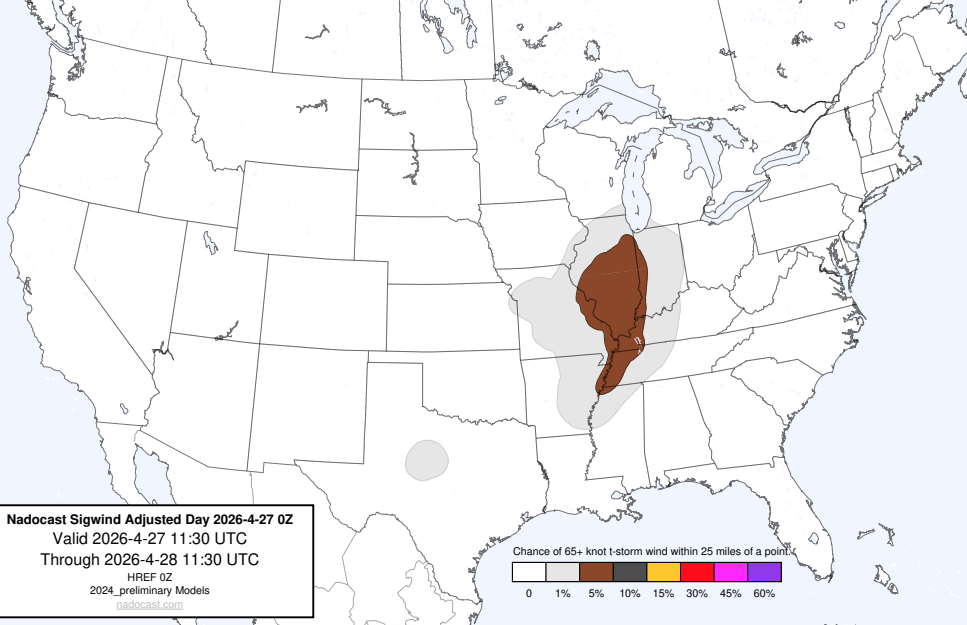 Nadocast Sigwind Adjusted Day 2026-4-27 0Z
Valid 2026-4-27 11:30 UTC
Through 2026-4-28 11:30 UTC
HREF 0Z
2024_preliminary Models
nadocast.com
Chance of 65+ knot t-storm wind within 25 miles of a point.
0 1% 5% 10% 15% 30% 45% 60%